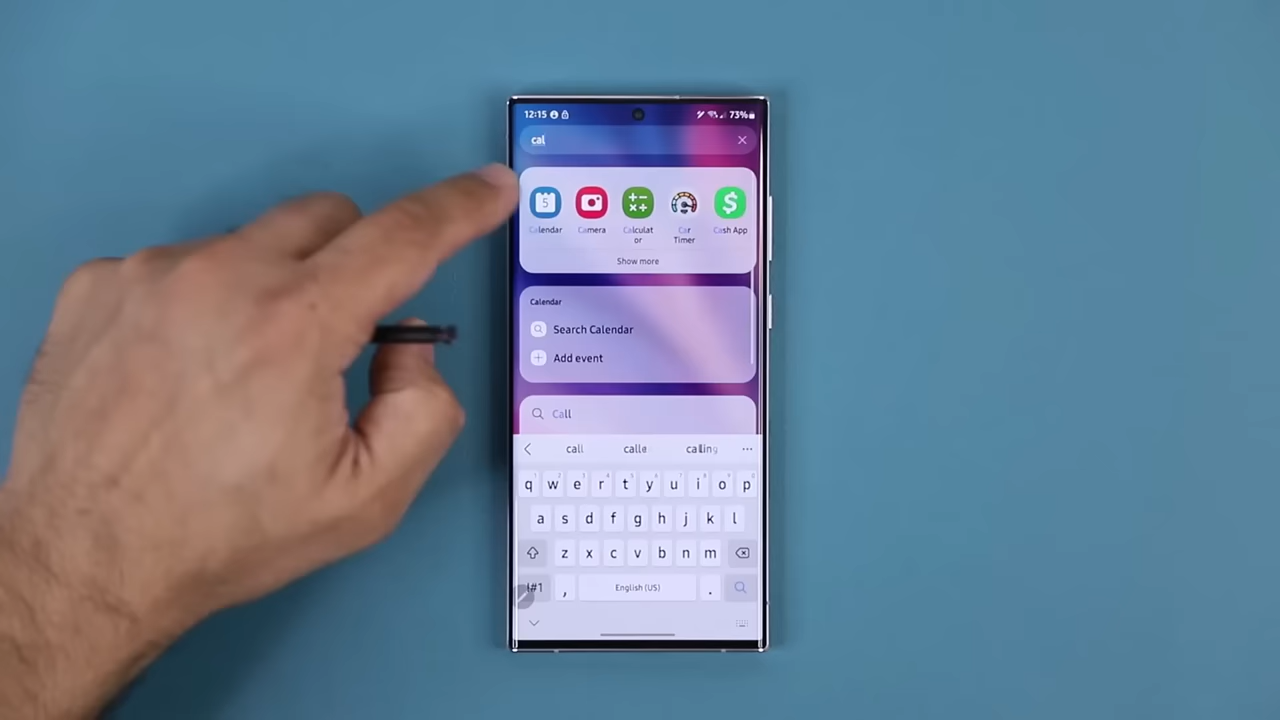 12:15 73%
cal
5
Calendar Camera Calculat Car Cash App
or Timer
Show more
Calendar
Search Calendar
Add event
Call
call calle calling
q w e r t y u i o p
a s d f g h j k l
z x c v b n m
!#1 , English (US) .